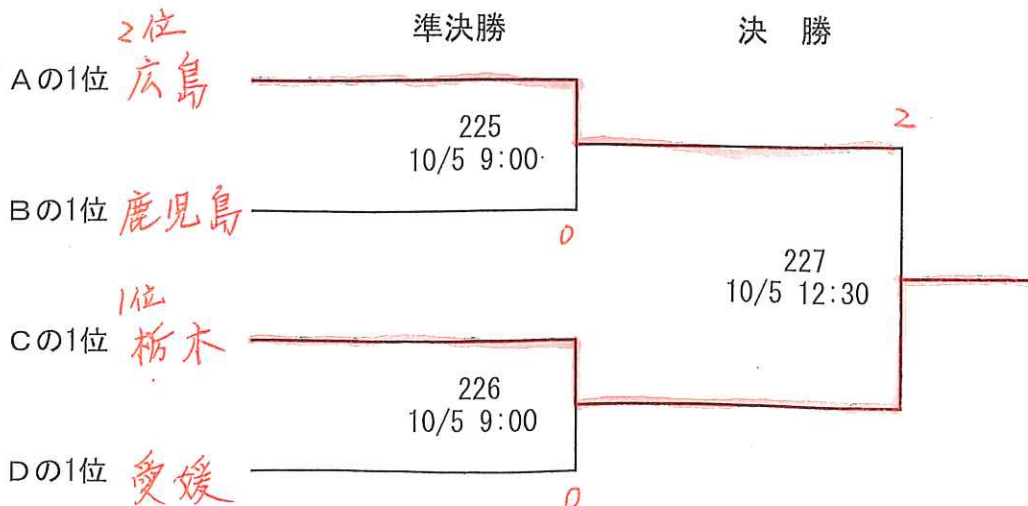 準決勝 決 勝
2位
Aの1位 広島
2
225
10/5 9:00
Bの1位 鹿児島
0
227
10/5 12:30
1位
Cの1位 栃木
226
10/5 9:00
Dの1位 愛媛
0